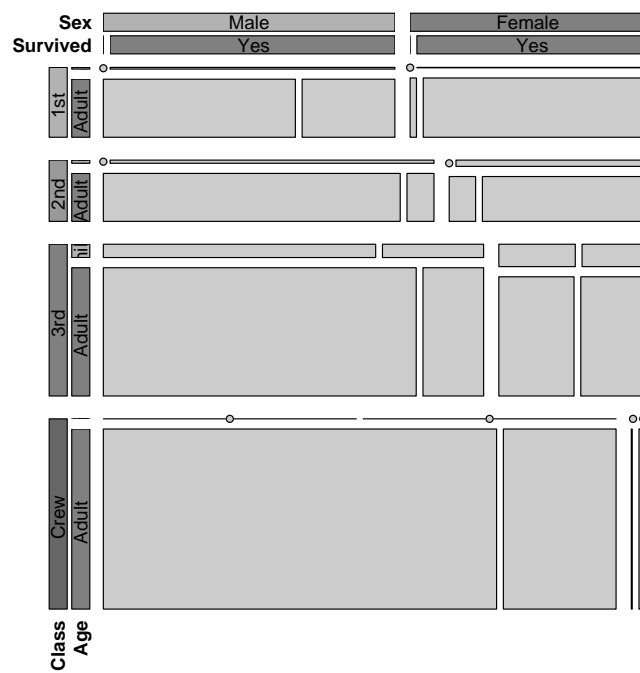 Sex Male Female
Survived Yes Yes
1st Adult
2nd Adult
3rd Adult
Crew Adult
Class Age